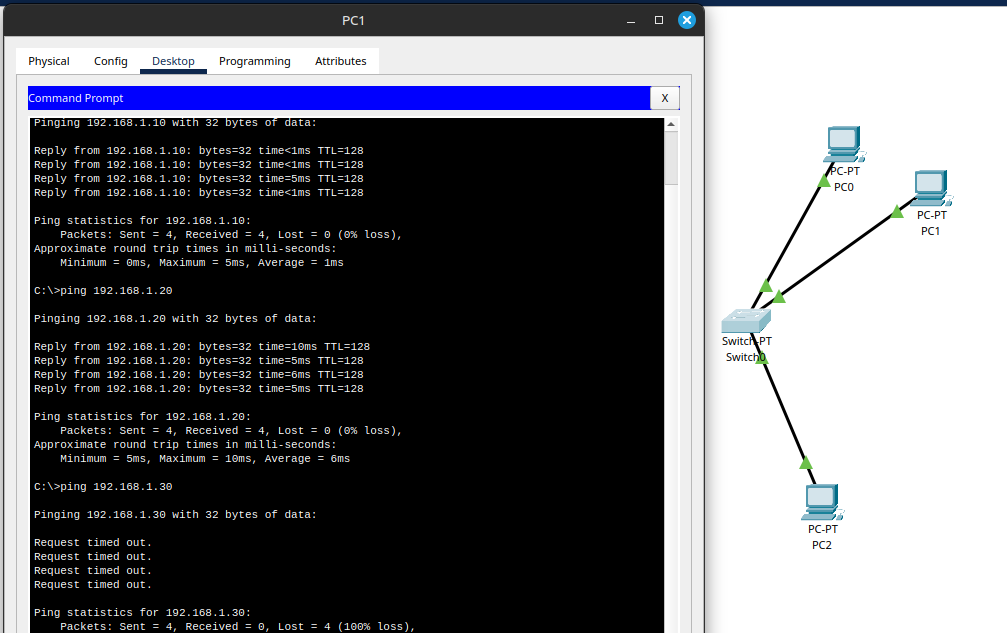 PC1
Physical Config Desktop Programming Attributes
Command Prompt X
Pinging 192.168.1.10 with 32 bytes of data:
Reply from 192.168.1.10: bytes=32 time<1ms TTL=128
Reply from 192.168.1.10: bytes=32 time<1ms TTL=128
Reply from 192.168.1.10: bytes=32 time=5ms TTL=128
Reply from 192.168.1.10: bytes=32 time<1ms TTL=128
Ping statistics for 192.168.1.10:
Packets: Sent = 4, Received = 4, Lost = 0 (0% loss),
Approximate round trip times in milli-seconds:
Minimum = 0ms, Maximum = 5ms, Average = 1ms
C:\>ping 192.168.1.20
Pinging 192.168.1.20 with 32 bytes of data:
Reply from 192.168.1.20: bytes=32 time=10ms TTL=128
Reply from 192.168.1.20: bytes=32 time=5ms TTL=128
Reply from 192.168.1.20: bytes=32 time=6ms TTL=128
Reply from 192.168.1.20: bytes=32 time=5ms TTL=128
Ping statistics for 192.168.1.20:
Packets: Sent = 4, Received = 4, Lost = 0 (0% loss),
Approximate round trip times in milli-seconds:
Minimum = 5ms, Maximum = 10ms, Average = 6ms
C:\>ping 192.168.1.30
Pinging 192.168.1.30 with 32 bytes of data:
Request timed out.
Request timed out.
Request timed out.
Request timed out.
Ping statistics for 192.168.1.30:
Packets: Sent = 4, Received = 0, Lost = 4 (100% loss),
PC-PT
PC0
PC-PT
PC1
Switch-PT
Switch0
PC-PT
PC2